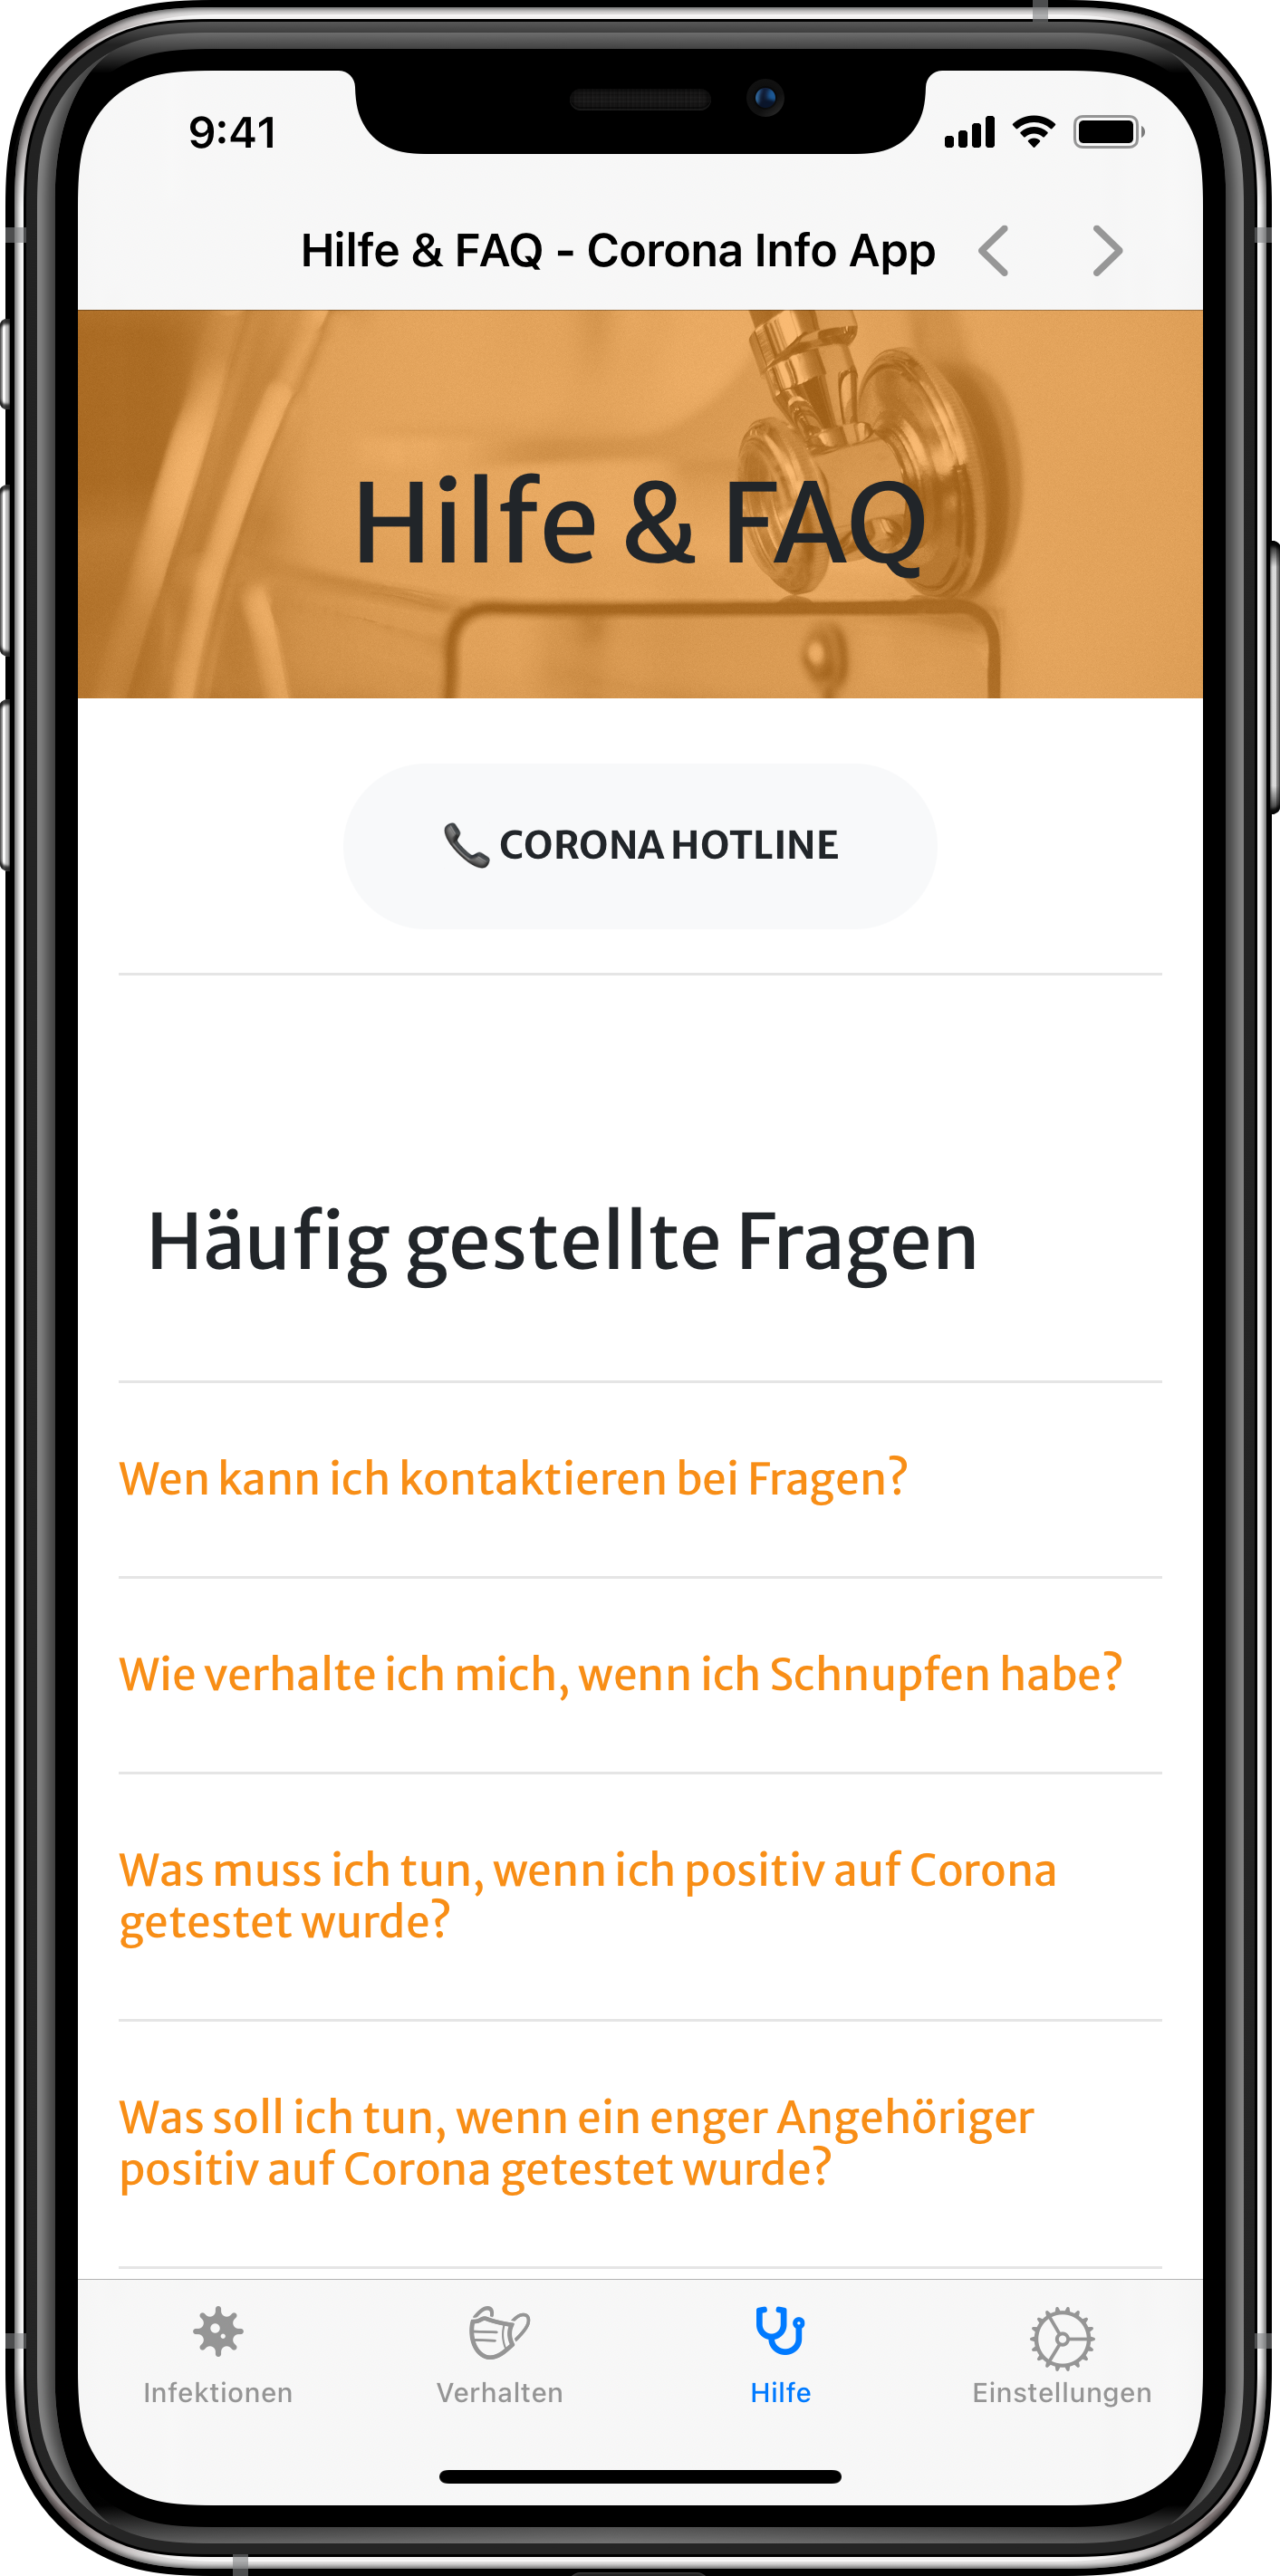 9:41
Hilfe & FAQ - Corona Info App
Hilfe & FAQ
CORONA HOTLINE
Häufig gestellte Fragen
Wen kann ich kontaktieren bei Fragen?
Wie verhalte ich mich, wenn ich Schnupfen habe?
Was muss ich tun, wenn ich positiv auf Corona
getestet wurde?
Was soll ich tun, wenn ein enger Angehöriger
positiv auf Corona getestet wurde?
Infektionen Verhalten Hilfe Einstellungen